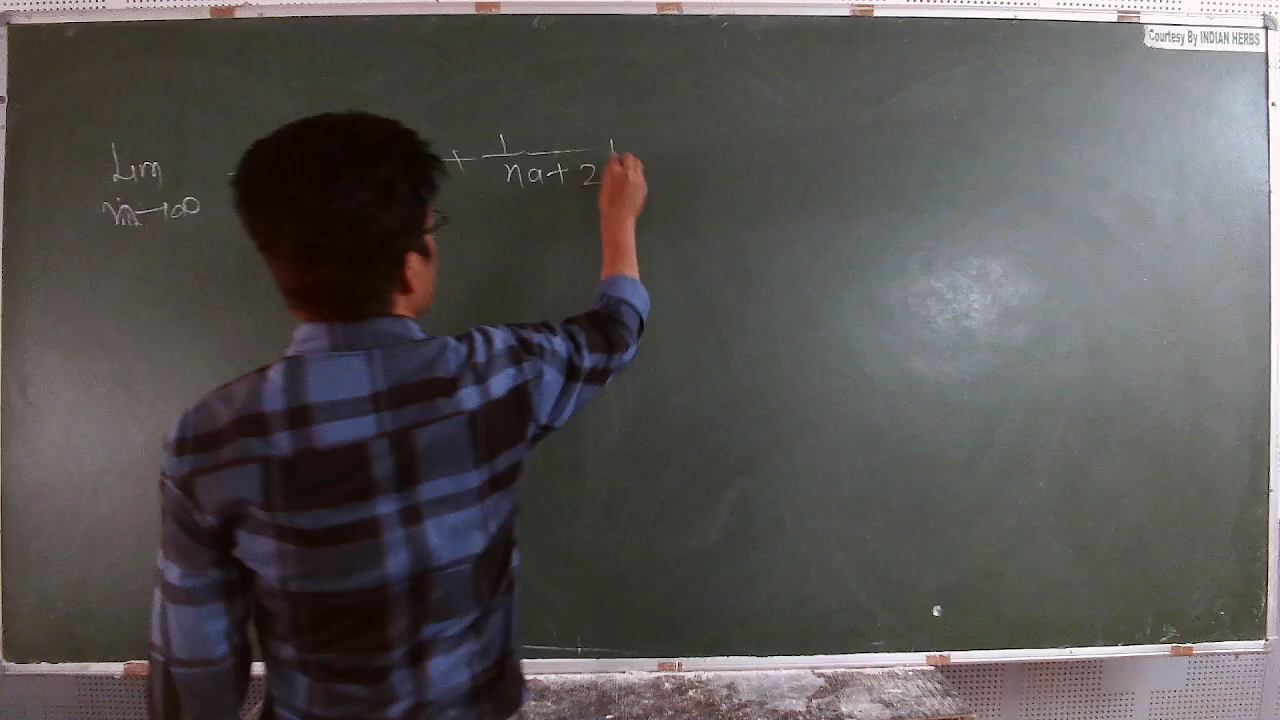 Courtesy By INDIAN HERBS
Lim + 1/(na + 2
n→∞